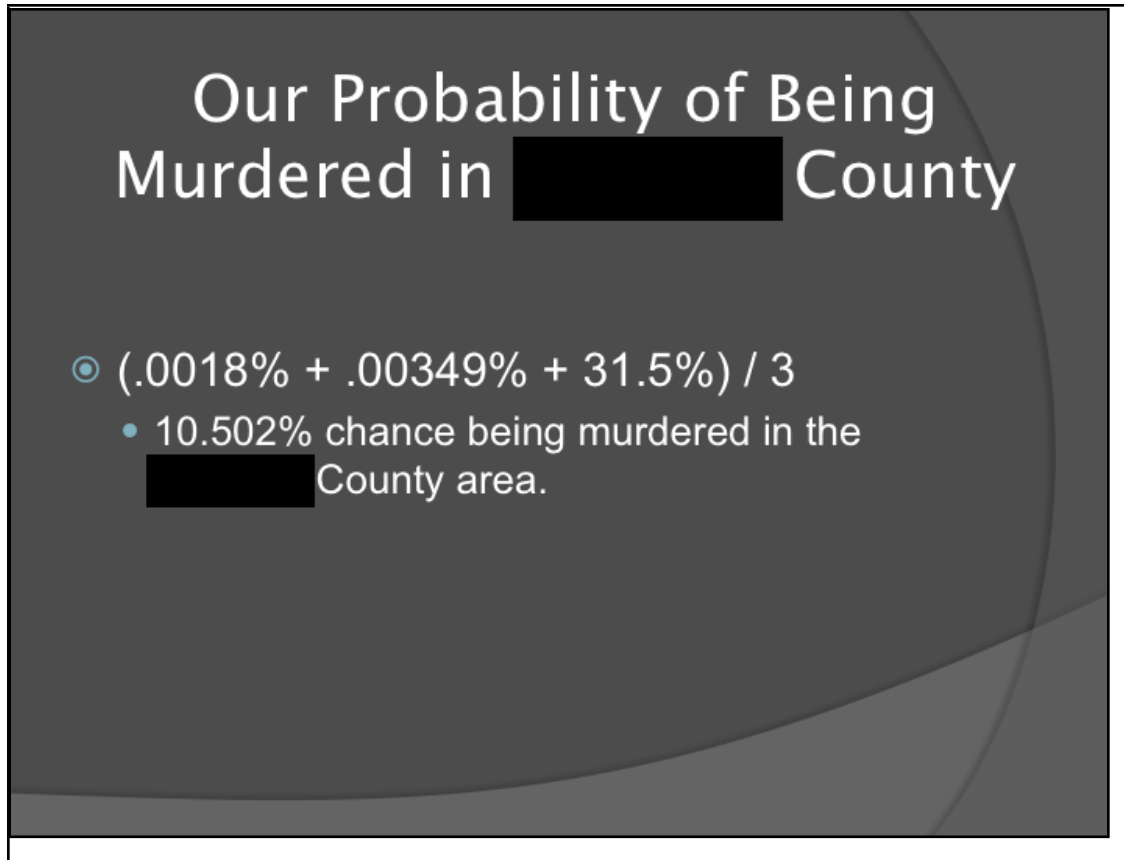 Our Probability of Being
Murdered in County
(.0018% + .00349% + 31.5%) / 3
10.502% chance being murdered in the
County area.